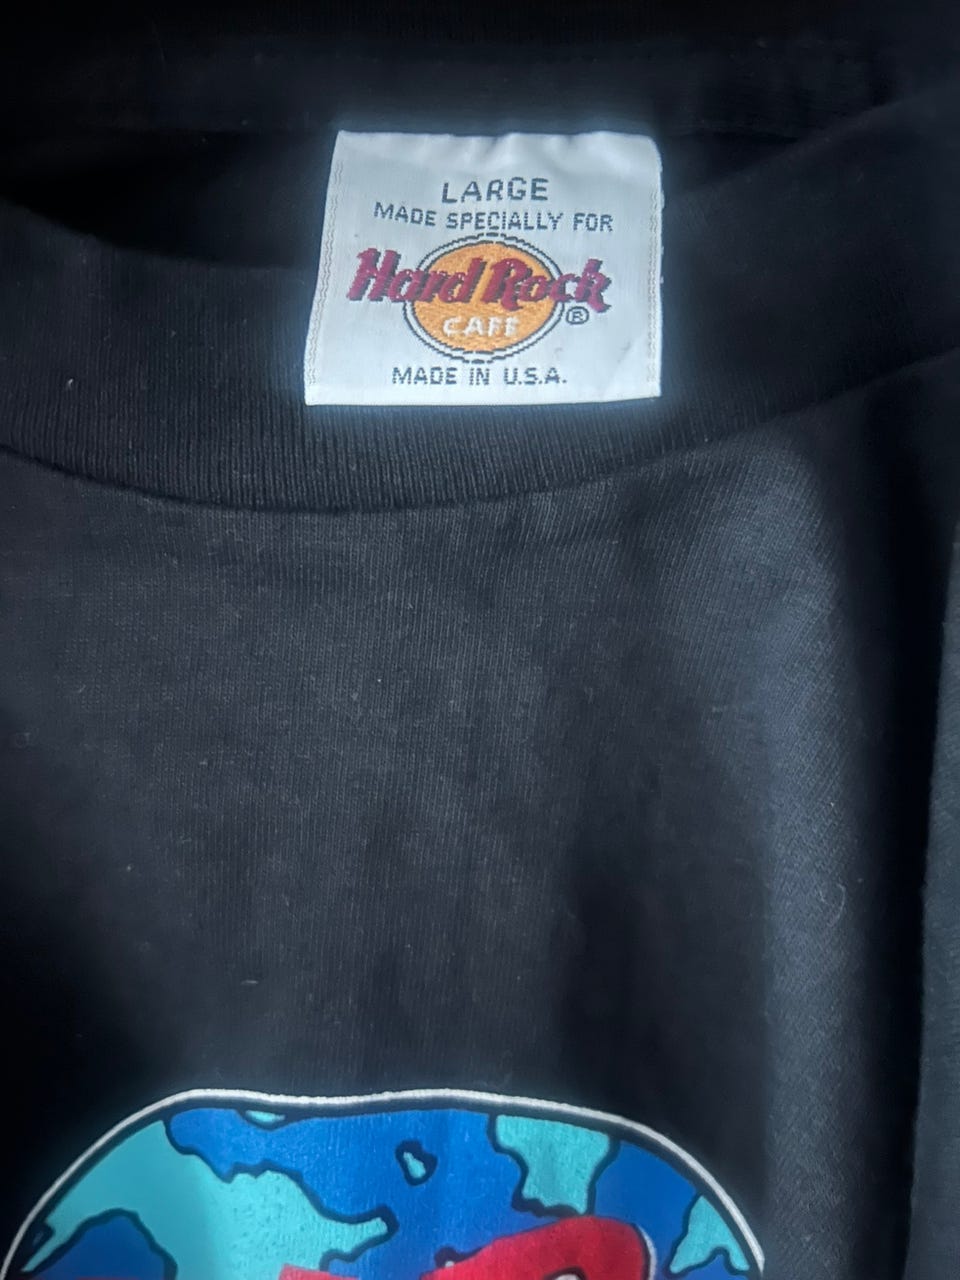 LARGE
MADE SPECIALLY FOR
Hard Rock
CAFE ®
MADE IN U.S.A.